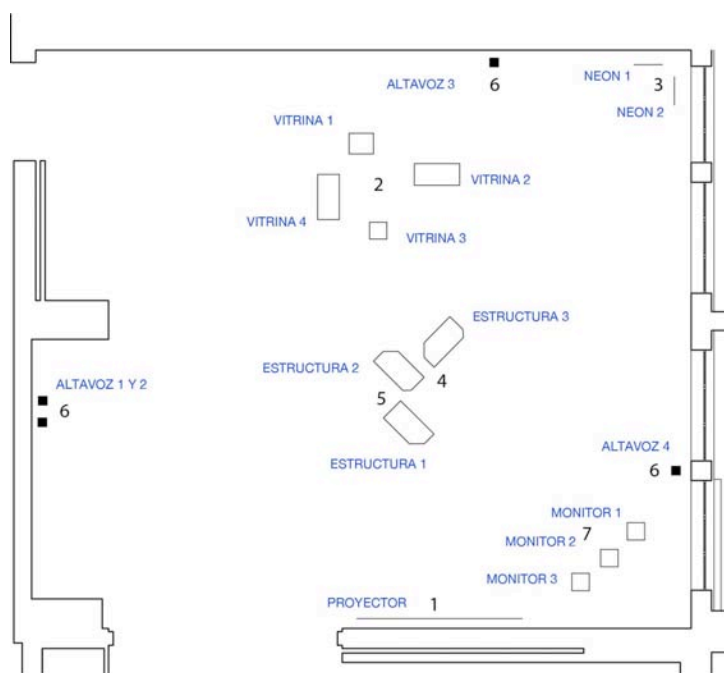 ALTAVOZ 3
6
NEON 1
3
NEON 2
VITRINA 1
2
VITRINA 2
VITRINA 4
VITRINA 3
ESTRUCTURA 3
ESTRUCTURA 2
4
5
ESTRUCTURA 1
ALTAVOZ 1 Y 2
6
ALTAVOZ 4
6
MONITOR 1
7
MONITOR 2
MONITOR 3
PROYECTOR
1